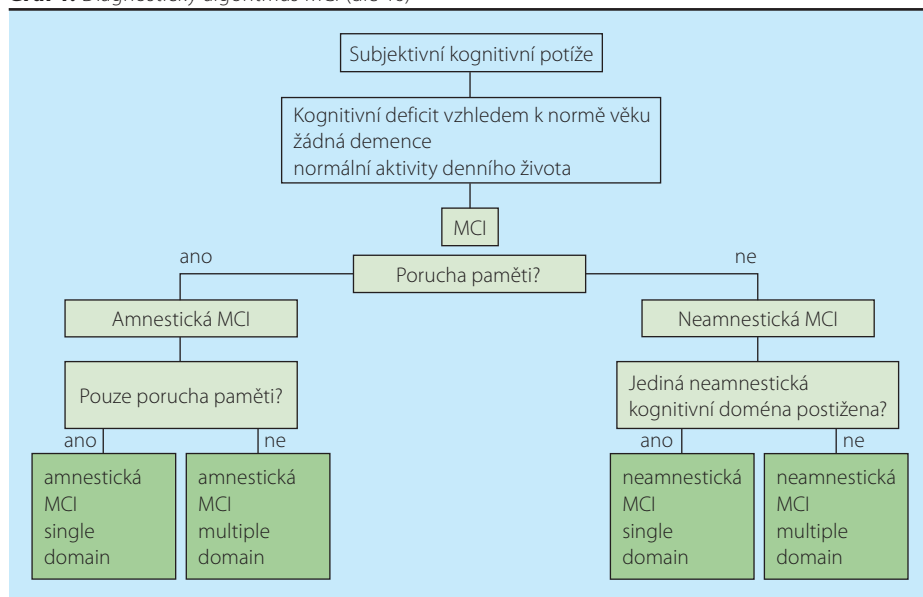 Subjektivní kognitivní potíže
Kognitivní deficit vzhledem k normě věku
žádná demence
normální aktivity denního života
MCI
ano
ne
Porucha paměti?
Amnestická MCI
Neamnestická MCI
Pouze porucha paměti?
Jediná neamnestická
kognitivní doména postižena?
ano
ne
ano
ne
amnestická
MCI
single
domain
amnestická
MCI
multiple
domain
neamnestická
MCI
single
domain
neamnestická
MCI
multiple
domain